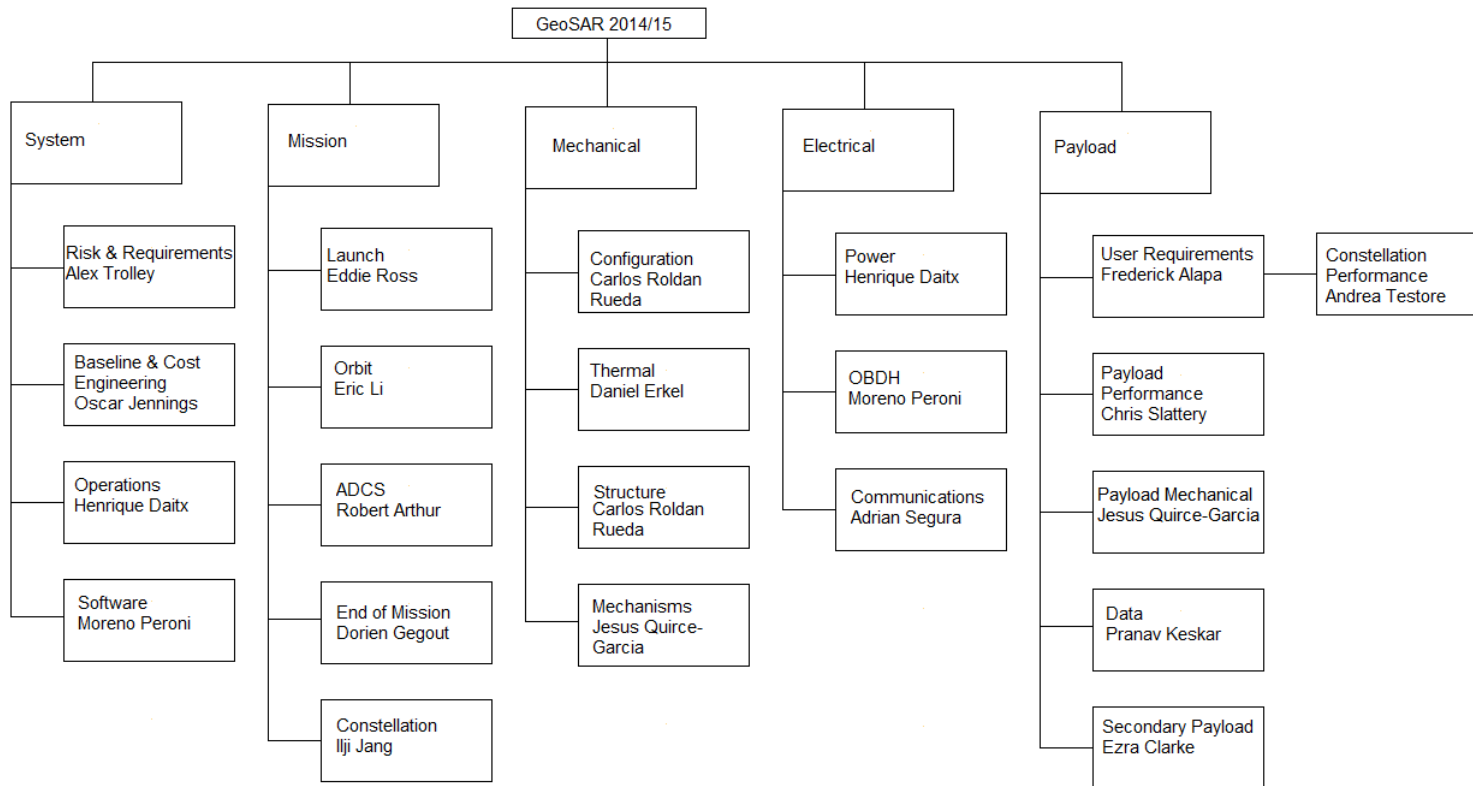 GeoSAR 2014/15
System
Risk & Requirements
Alex Trolley
Baseline & Cost
Engineering
Oscar Jennings
Operations
Henrique Daitx
Software
Moreno Peroni
Mission
Launch
Eddie Ross
Orbit
Eric Li
ADCS
Robert Arthur
End of Mission
Dorien Gegout
Constellation
Ilji Jang
Mechanical
Configuration
Carlos Roldan
Rueda
Thermal
Daniel Erkel
Structure
Carlos Roldan
Rueda
Mechanisms
Jesus Quirce-
Garcia
Electrical
Power
Henrique Daitx
OBDH
Moreno Peroni
Communications
Adrian Segura
Payload
User Requirements
Frederick Alapa
Constellation
Performance
Andrea Testore
Payload
Performance
Chris Slattery
Payload Mechanical
Jesus Quirce-Garcia
Data
Pranav Keskar
Secondary Payload
Ezra Clarke